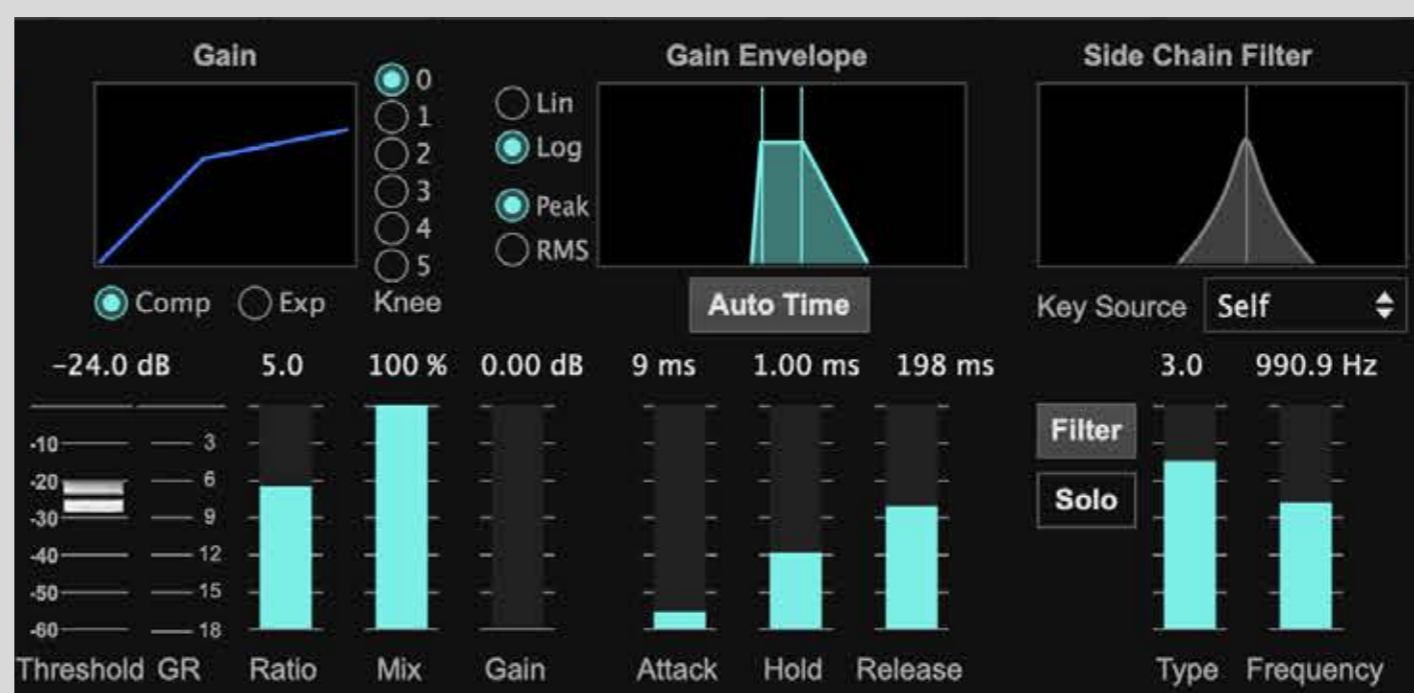 Gain
0
1
2
3
4
5
Knee
Comp Exp
Lin
Log
Peak
RMS
Gain Envelope
Auto Time
Side Chain Filter
Key Source Self
-24.0 dB 5.0 100 % 0.00 dB 9 ms 1.00 ms 198 ms 3.0 990.9 Hz
-10 3
-20 6
-30 9
-40 12
-50 15
-60 18
Filter
Solo
Threshold GR Ratio Mix Gain Attack Hold Release Type Frequency